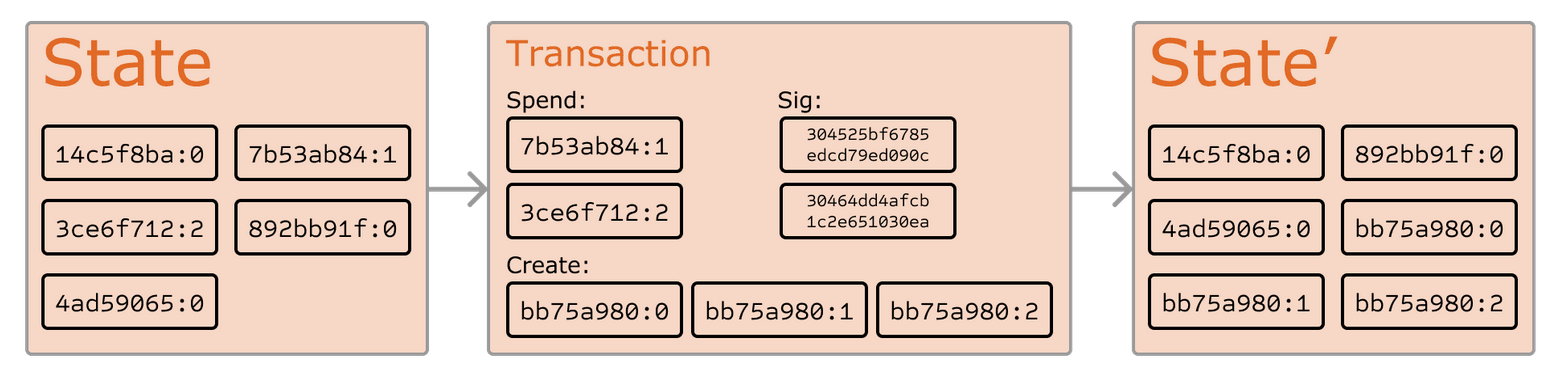 State
14c5f8ba:0 7b53ab84:1
3ce6f712:2 892bb91f:0
4ad59065:0
Transaction
Spend: Sig:
7b53ab84:1 304525bf6785
edcd79ed090c
3ce6f712:2 30464dd4afcb
1c2e651030ea
Create:
bb75a980:0 bb75a980:1 bb75a980:2
State’
14c5f8ba:0 892bb91f:0
4ad59065:0 bb75a980:0
bb75a980:1 bb75a980:2